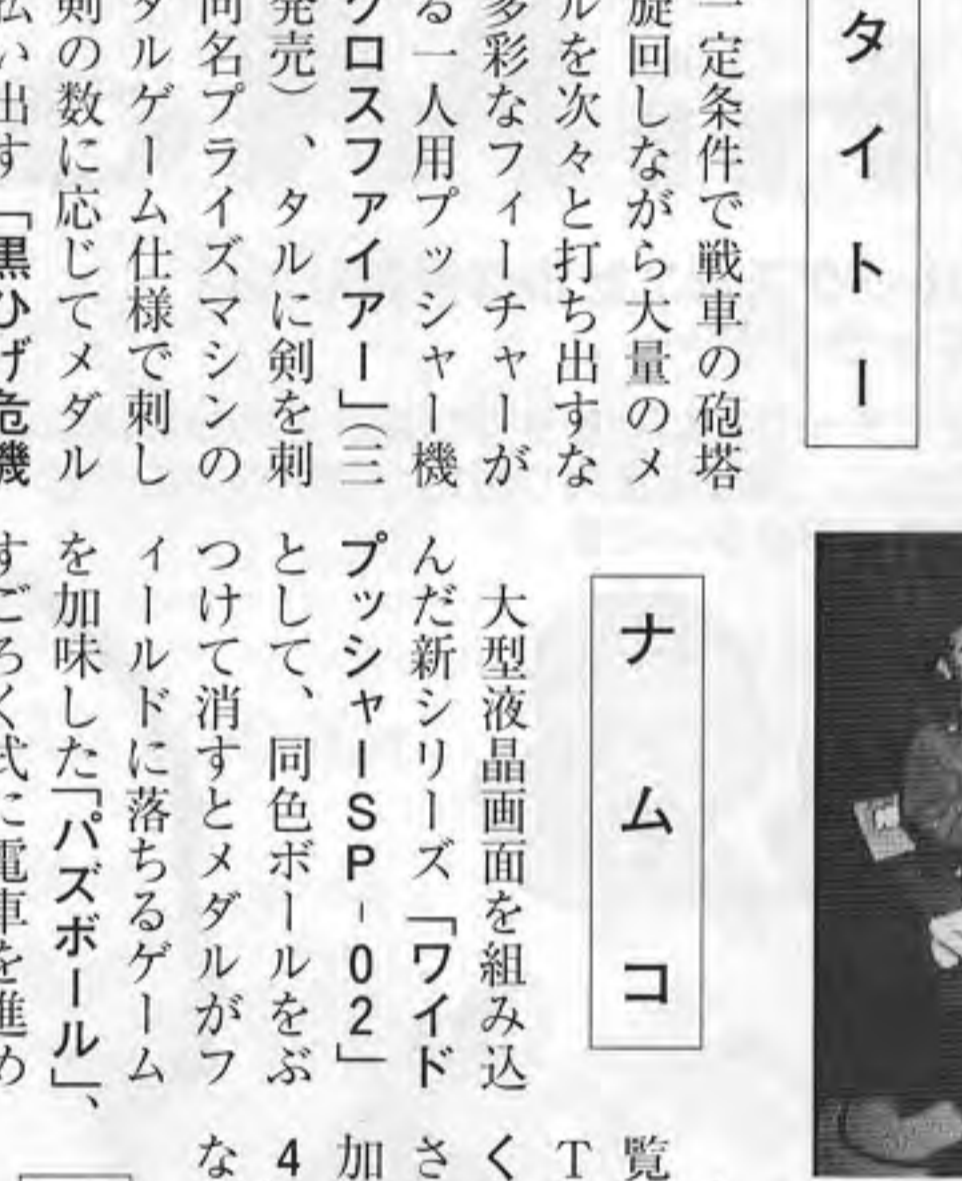 タイトー
一定条件で戦車の砲塔
旋回しながら大量のメ
ルを次々と打ち出すな
多彩なフィーチャーが
る一人用プッシャー機
クロスファイアー」(三
発売)、タルに剣を刺
同名プライズマシンの
ダルゲーム仕様で刺し
剣の数に応じてメダル
払い出す「黒ひげ危機
ナムコ
大型液晶画面を組み込
んだ新シリーズ「ワイド
プッシャーSP-02」
として、同色ボールをぶ
つけて消すとメダルがフ
ィールドに落ちるゲーム
を加味した「パズボール」、
すごろく式に電車を進め
覧
T
く
さ
加
4
な